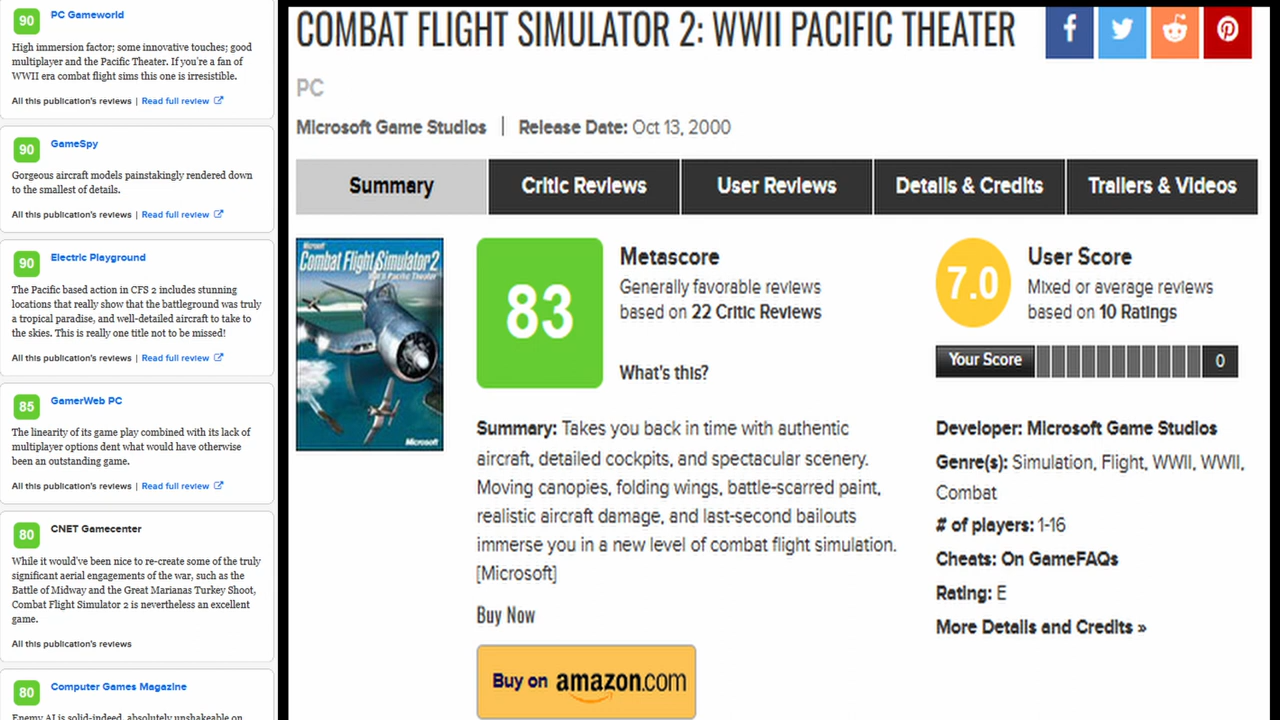 90
PC Gameworld
High immersion factor; some innovative touches; good
multiplayer and the Pacific Theater. If you're a fan of
WWII era combat flight sims this one is irresistible.
All this publication's reviews | Read full review
90
GameSpy
Gorgeous aircraft models painstakingly rendered down
to the smallest of details.
All this publication's reviews | Read full review
90
Electric Playground
The Pacific based action in CFS 2 includes stunning
locations that really show that the battleground was truly
a tropical paradise, and well-detailed aircraft to take to
the skies. This is really one title not to be missed!
All this publication's reviews | Read full review
85
GamerWeb PC
The linearity of its game play combined with its lack of
multiplayer options dent what would have otherwise
been an outstanding game.
All this publication's reviews | Read full review
80
CNET Gamecenter
While it would've been nice to re-create some of the truly
significant aerial engagements of the war, such as the
Battle of Midway and the Great Marianas Turkey Shoot,
Combat Flight Simulator 2 is nevertheless an excellent
game.
All this publication's reviews
80
Computer Games Magazine
Enemy AI is solid-indeed, absolutely unshakeable on
COMBAT FLIGHT SIMULATOR 2: WWII PACIFIC THEATER
PC
Microsoft Game Studios | Release Date: Oct 13, 2000
Summary Critic Reviews User Reviews Details & Credits Trailers & Videos
Microsoft
Combat Flight Simulator 2
WWII Pacific Theater
Microsoft
83
Metascore
Generally favorable reviews
based on 22 Critic Reviews
What's this?
7.0
User Score
Mixed or average reviews
based on 10 Ratings
Your Score 0
Summary: Takes you back in time with authentic
aircraft, detailed cockpits, and spectacular scenery.
Moving canopies, folding wings, battle-scarred paint,
realistic aircraft damage, and last-second bailouts
immerse you in a new level of combat flight simulation.
[Microsoft]
Buy Now
Buy on amazon.com
Developer: Microsoft Game Studios
Genre(s): Simulation, Flight, WWII, WWII,
Combat
# of players: 1-16
Cheats: On GameFAQs
Rating: E
More Details and Credits »